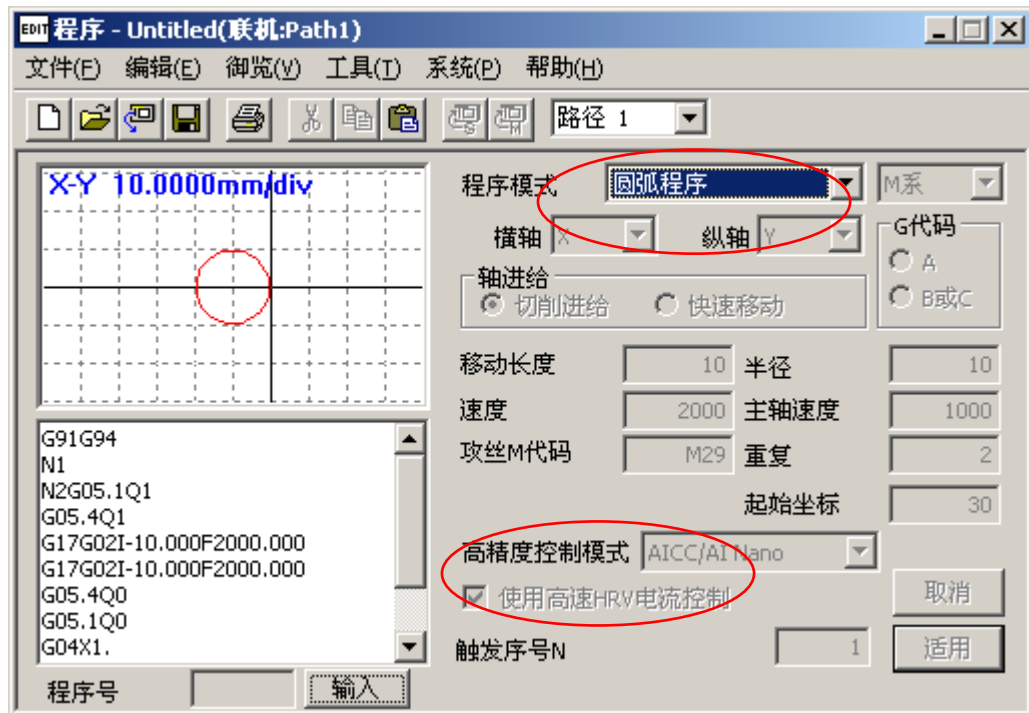 EDIT 程序 - Untitled(联机:Path1)
文件(F) 编辑(E) 御览(V) 工具(T) 系统(P) 帮助(H)
路径 1
X-Y 10.0000mm/div
程序模式 圆弧程序 M系
横轴 X 纵轴 Y
G代码
A
B或C
轴进给
切削进给 快速移动
移动长度 10 半径 10
速度 2000 主轴速度 1000
攻丝M代码 M29 重复 2
起始坐标 30
高精度控制模式 AICC/AI Nano
使用高速HRV电流控制
取消
触发序号N 1 适用
G91G94
N1
N2G05.1Q1
G05.4Q1
G17G02I-10.000F2000.000
G17G02I-10.000F2000.000
G05.4Q0
G05.1Q0
G04X1.
程序号 输入